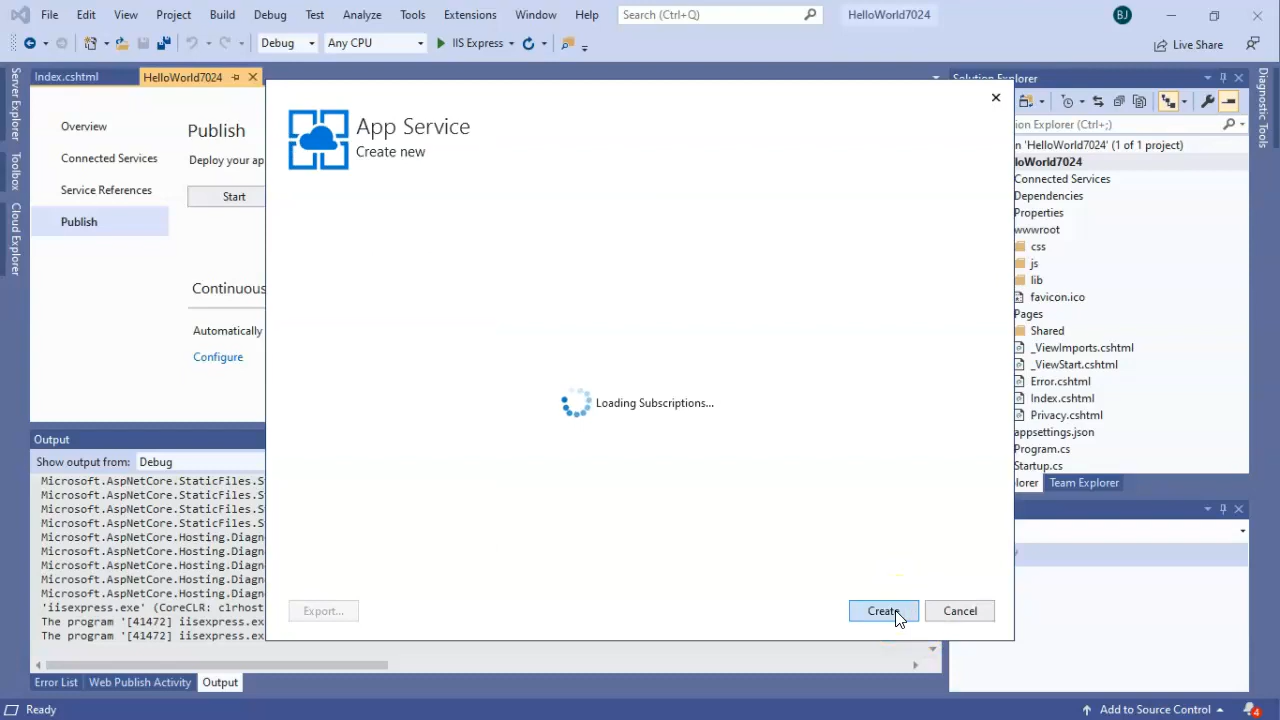 File Edit View Project Build Debug Test Analyze Tools Extensions Window Help Search (Ctrl+Q) HelloWorld7024 BJ
Debug Any CPU IIS Express Live Share
Server Explorer
Toolbox
Cloud Explorer
Index.cshtml HelloWorld7024
Overview
Connected Services
Service References
Publish
Publish
Deploy your ap
Start
Continuous
Automatically
Configure
App Service
Create new
Loading Subscriptions...
Export... Create Cancel
Solution Explorer
ion Explorer (Ctrl+;)
n 'HelloWorld7024' (1 of 1 project)
loWorld7024
Connected Services
Dependencies
Properties
wwwroot
css
js
lib
favicon.ico
Pages
Shared
_ViewImports.cshtml
_ViewStart.cshtml
Error.cshtml
Index.cshtml
Privacy.cshtml
appsettings.json
Program.cs
Startup.cs
lorer Team Explorer
Diagnostic Tools
Output
Show output from: Debug
Microsoft.AspNetCore.StaticFiles.S
Microsoft.AspNetCore.StaticFiles.S
Microsoft.AspNetCore.StaticFiles.S
Microsoft.AspNetCore.StaticFiles.S
Microsoft.AspNetCore.Hosting.Diagn
Microsoft.AspNetCore.Hosting.Diagn
Microsoft.AspNetCore.Hosting.Diagn
Microsoft.AspNetCore.Hosting.Diagn
Microsoft.AspNetCore.Hosting.Diagn
'iisexpress.exe' (CoreCLR: clrhost
The program '[41472] iisexpress.ex
The program '[41472] iisexpress.ex
Error List Web Publish Activity Output
Ready Add to Source Control 4